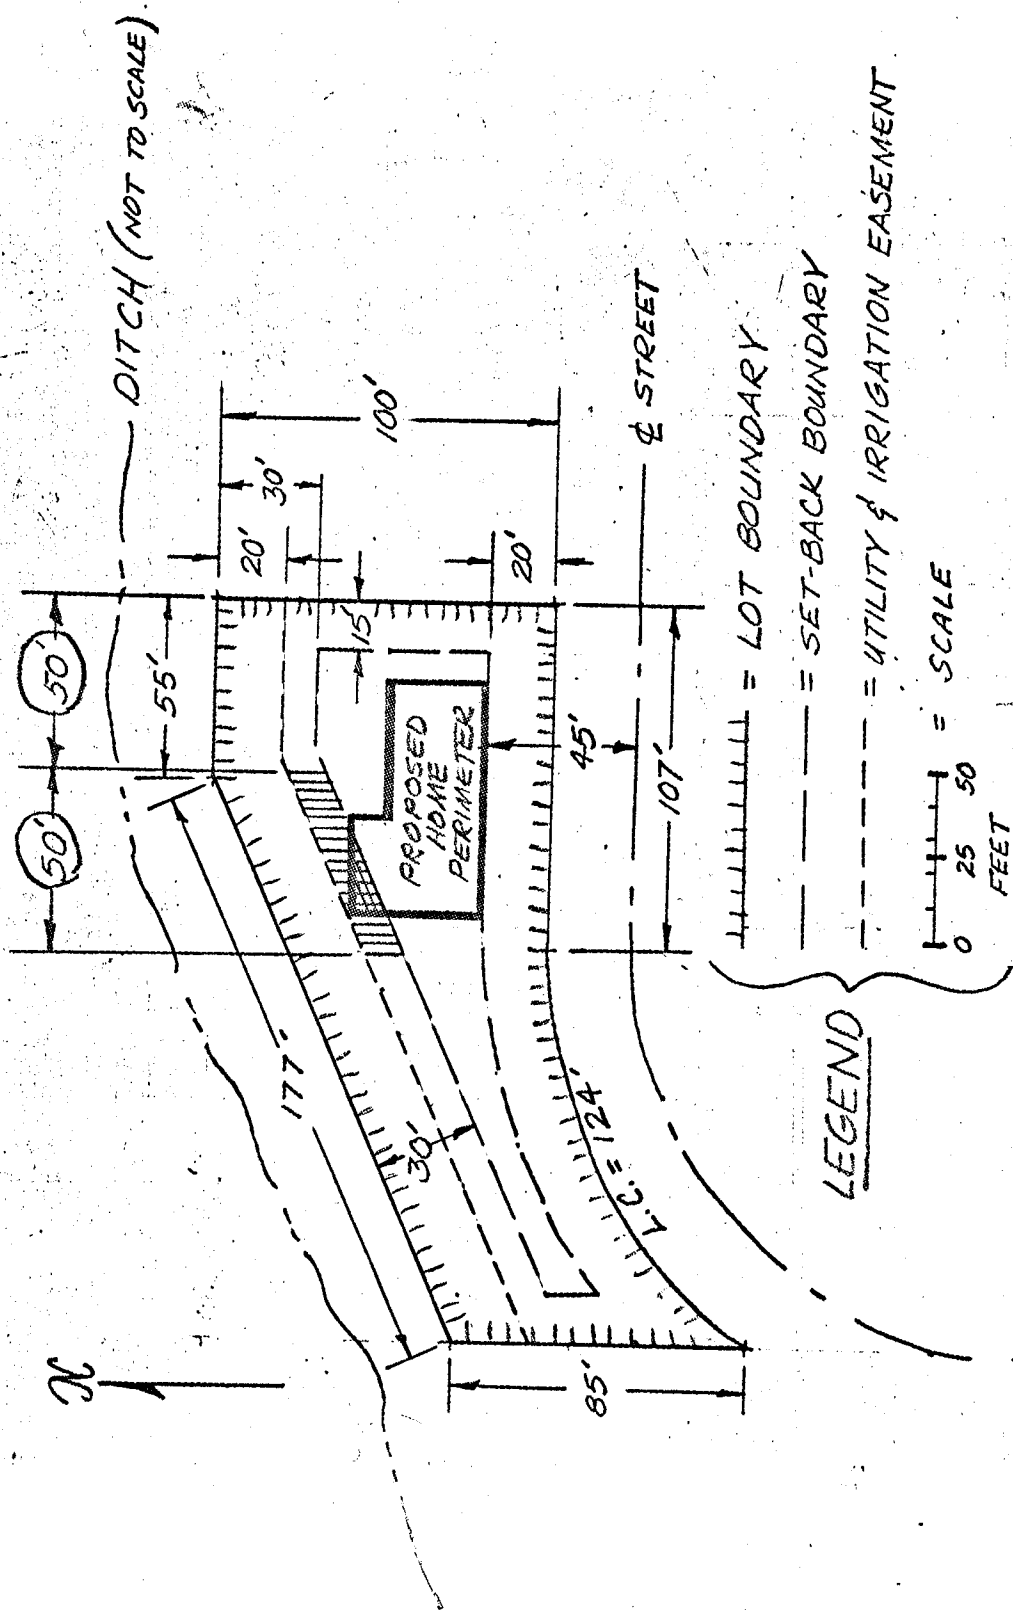 DITCH (NOT TO SCALE).
50'
50'
55'
177'
20'
30'
100'
15'
20'
PROPOSED
HOME
PERIMETER
45'
107'
30'
L.C. = 124'
85'
℄ STREET
N
LEGEND
= LOT BOUNDARY
= SET-BACK BOUNDARY
= UTILITY & IRRIGATION EASEMENT
0 25 50 = SCALE
FEET